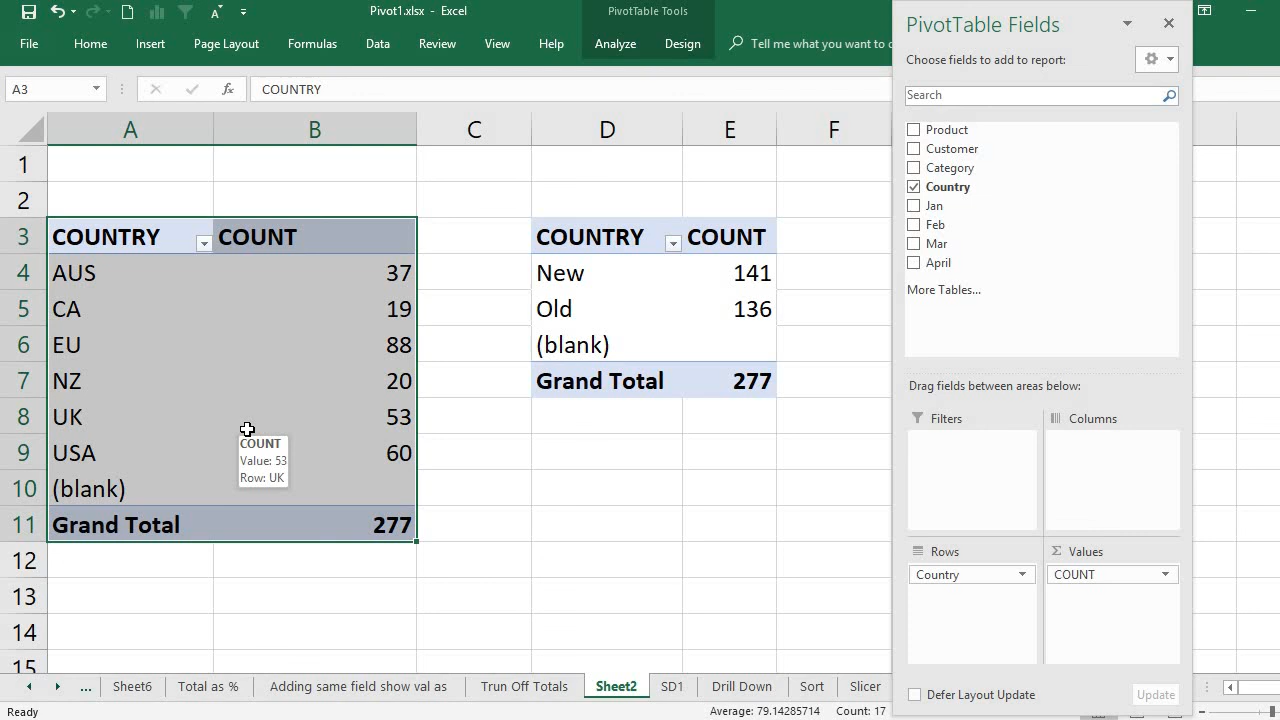 Pivot1.xlsx - Excel
PivotTable Tools
File Home Insert Page Layout Formulas Data Review View Help Analyze Design Tell me what you want to
A3 fx COUNTRY
A B C D E F
1
2
3 COUNTRY COUNT COUNTRY COUNT
4 AUS 37 New 141
5 CA 19 Old 136
6 EU 88 (blank)
7 NZ 20 Grand Total 277
8 UK 53
9 USA 60
10 (blank)
11 Grand Total 277
12
13
14
15
COUNT
Value: 53
Row: UK
PivotTable Fields
Choose fields to add to report:
Search
Product
Customer
Category
Country
Jan
Feb
Mar
April
More Tables...
Drag fields between areas below:
Filters Columns
Rows Σ Values
Country COUNT
Defer Layout Update Update
... Sheet6 Total as % Adding same field show val as Trun Off Totals Sheet2 SD1 Drill Down Sort Slicer
Ready Average: 79.14285714 Count: 17